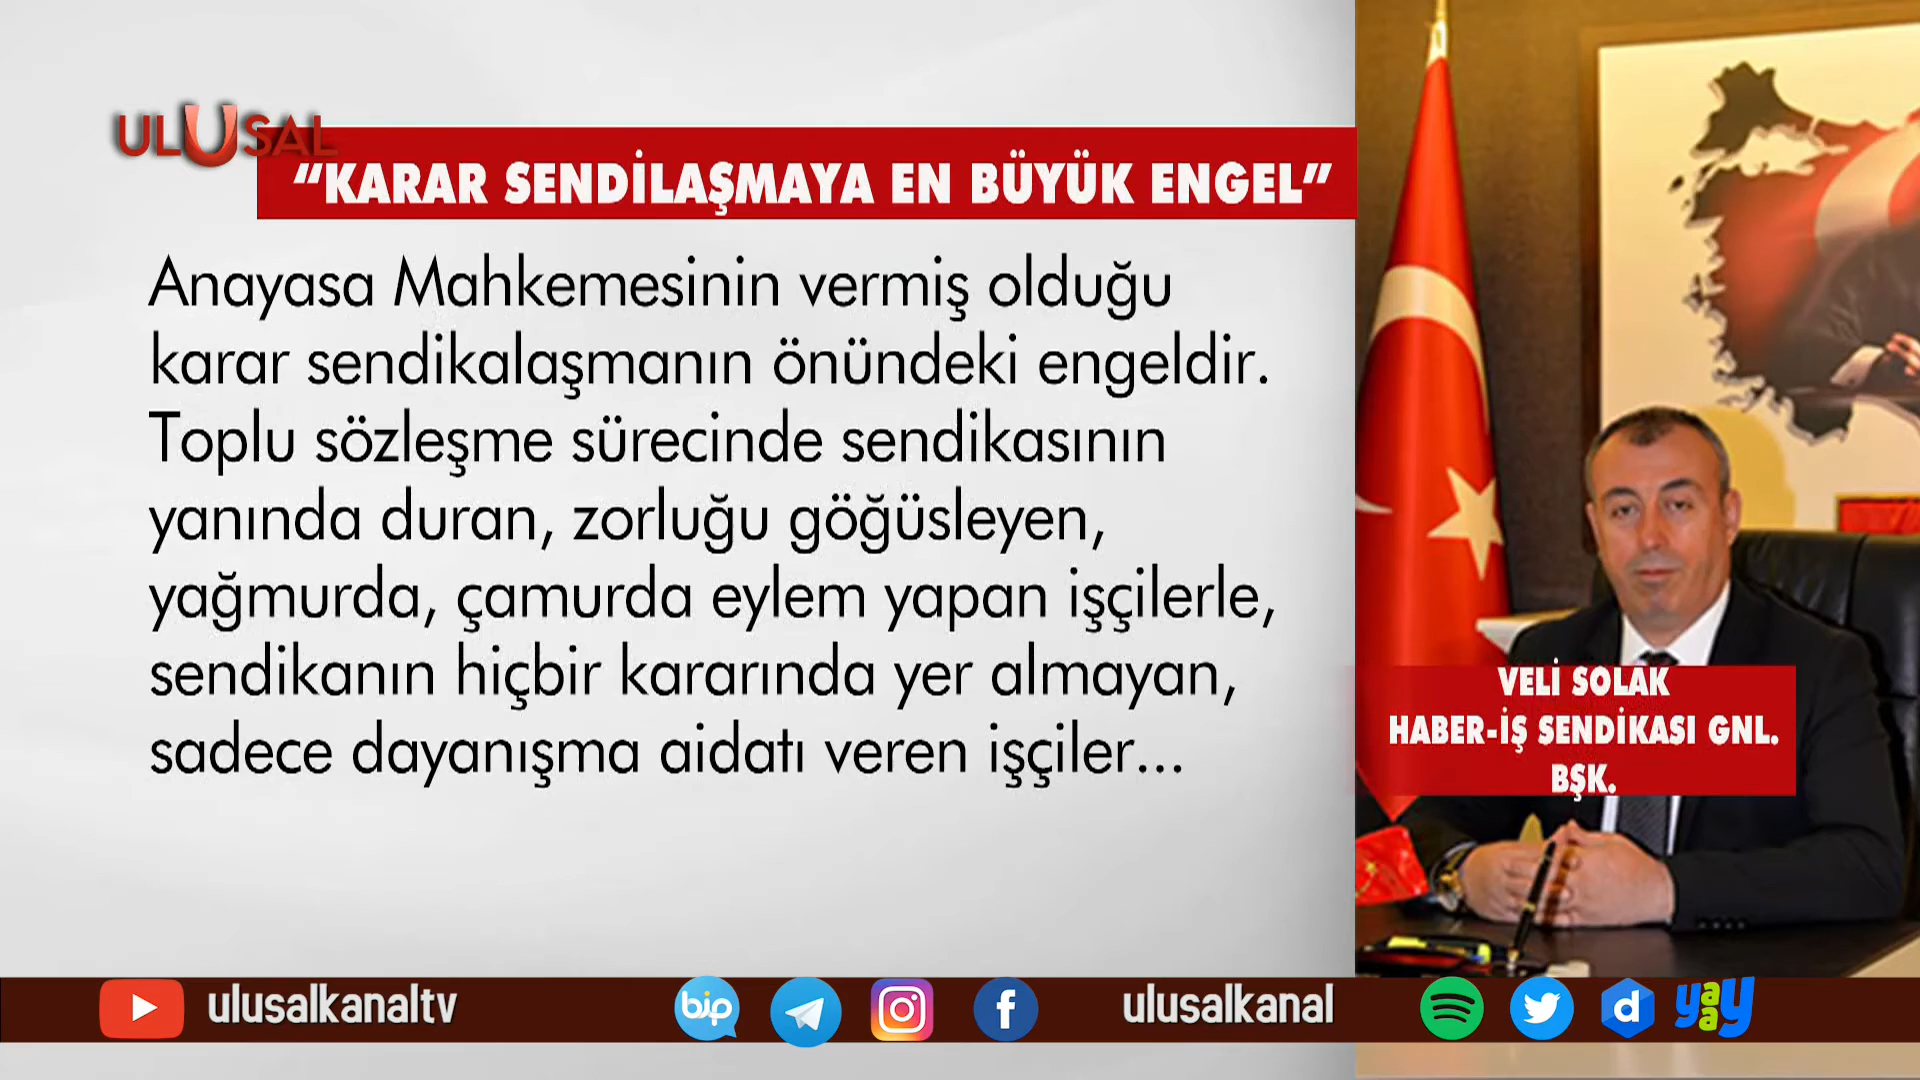 ULUSAL
“KARAR SENDİLAŞMAYA EN BÜYÜK ENGEL”
Anayasa Mahkemesinin vermiş olduğu
karar sendikalaşmanın önündeki engeldir.
Toplu sözleşme sürecinde sendikasının
yanında duran, zorluğu göğüsleyen,
yağmurda, çamurda eylem yapan işçilerle,
sendikanın hiçbir kararında yer almayan,
sadece dayanışma aidatı veren işçiler...
VELİ SOLAK
HABER-İŞ SENDİKASI GNL.
BŞK.
ulusalkanaltv
bip
f
ulusalkanal
d
yaay